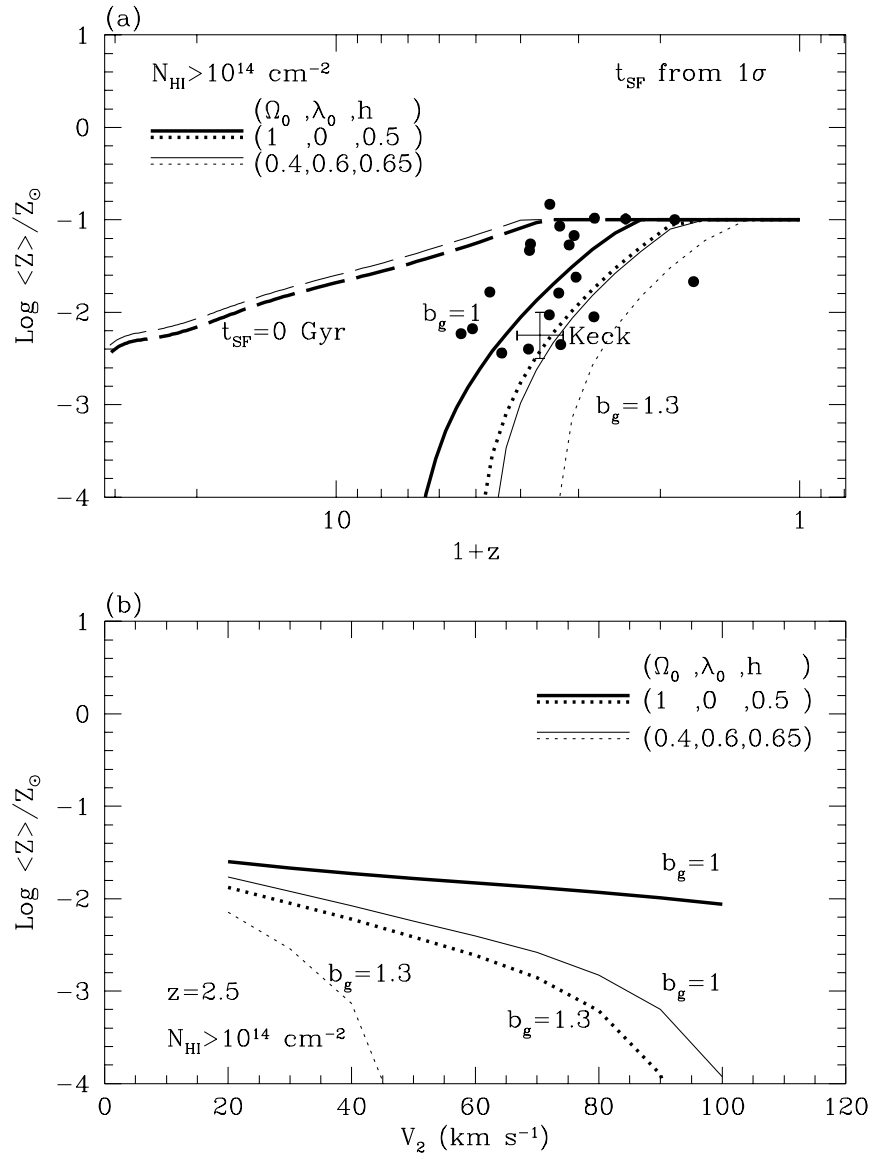 (a)
N_HI>10^14 cm^−2
t_SF from 1σ
(Ω_0 ,λ_0 ,h )
(1 ,0 ,0.5 )
(0.4,0.6,0.65)
1
0
−1
−2
−3
−4
Log <Z>/Z_⊙
t_SF=0 Gyr
b_g=1
Keck
b_g=1.3
10
1
1+z
(b)
(Ω_0 ,λ_0 ,h )
(1 ,0 ,0.5 )
(0.4,0.6,0.65)
1
0
−1
−2
−3
−4
Log <Z>/Z_⊙
b_g=1
b_g=1.3
b_g=1
z=2.5
b_g=1.3
N_HI>10^14 cm^−2
0 20 40 60 80 100 120
V_2 (km s^−1)